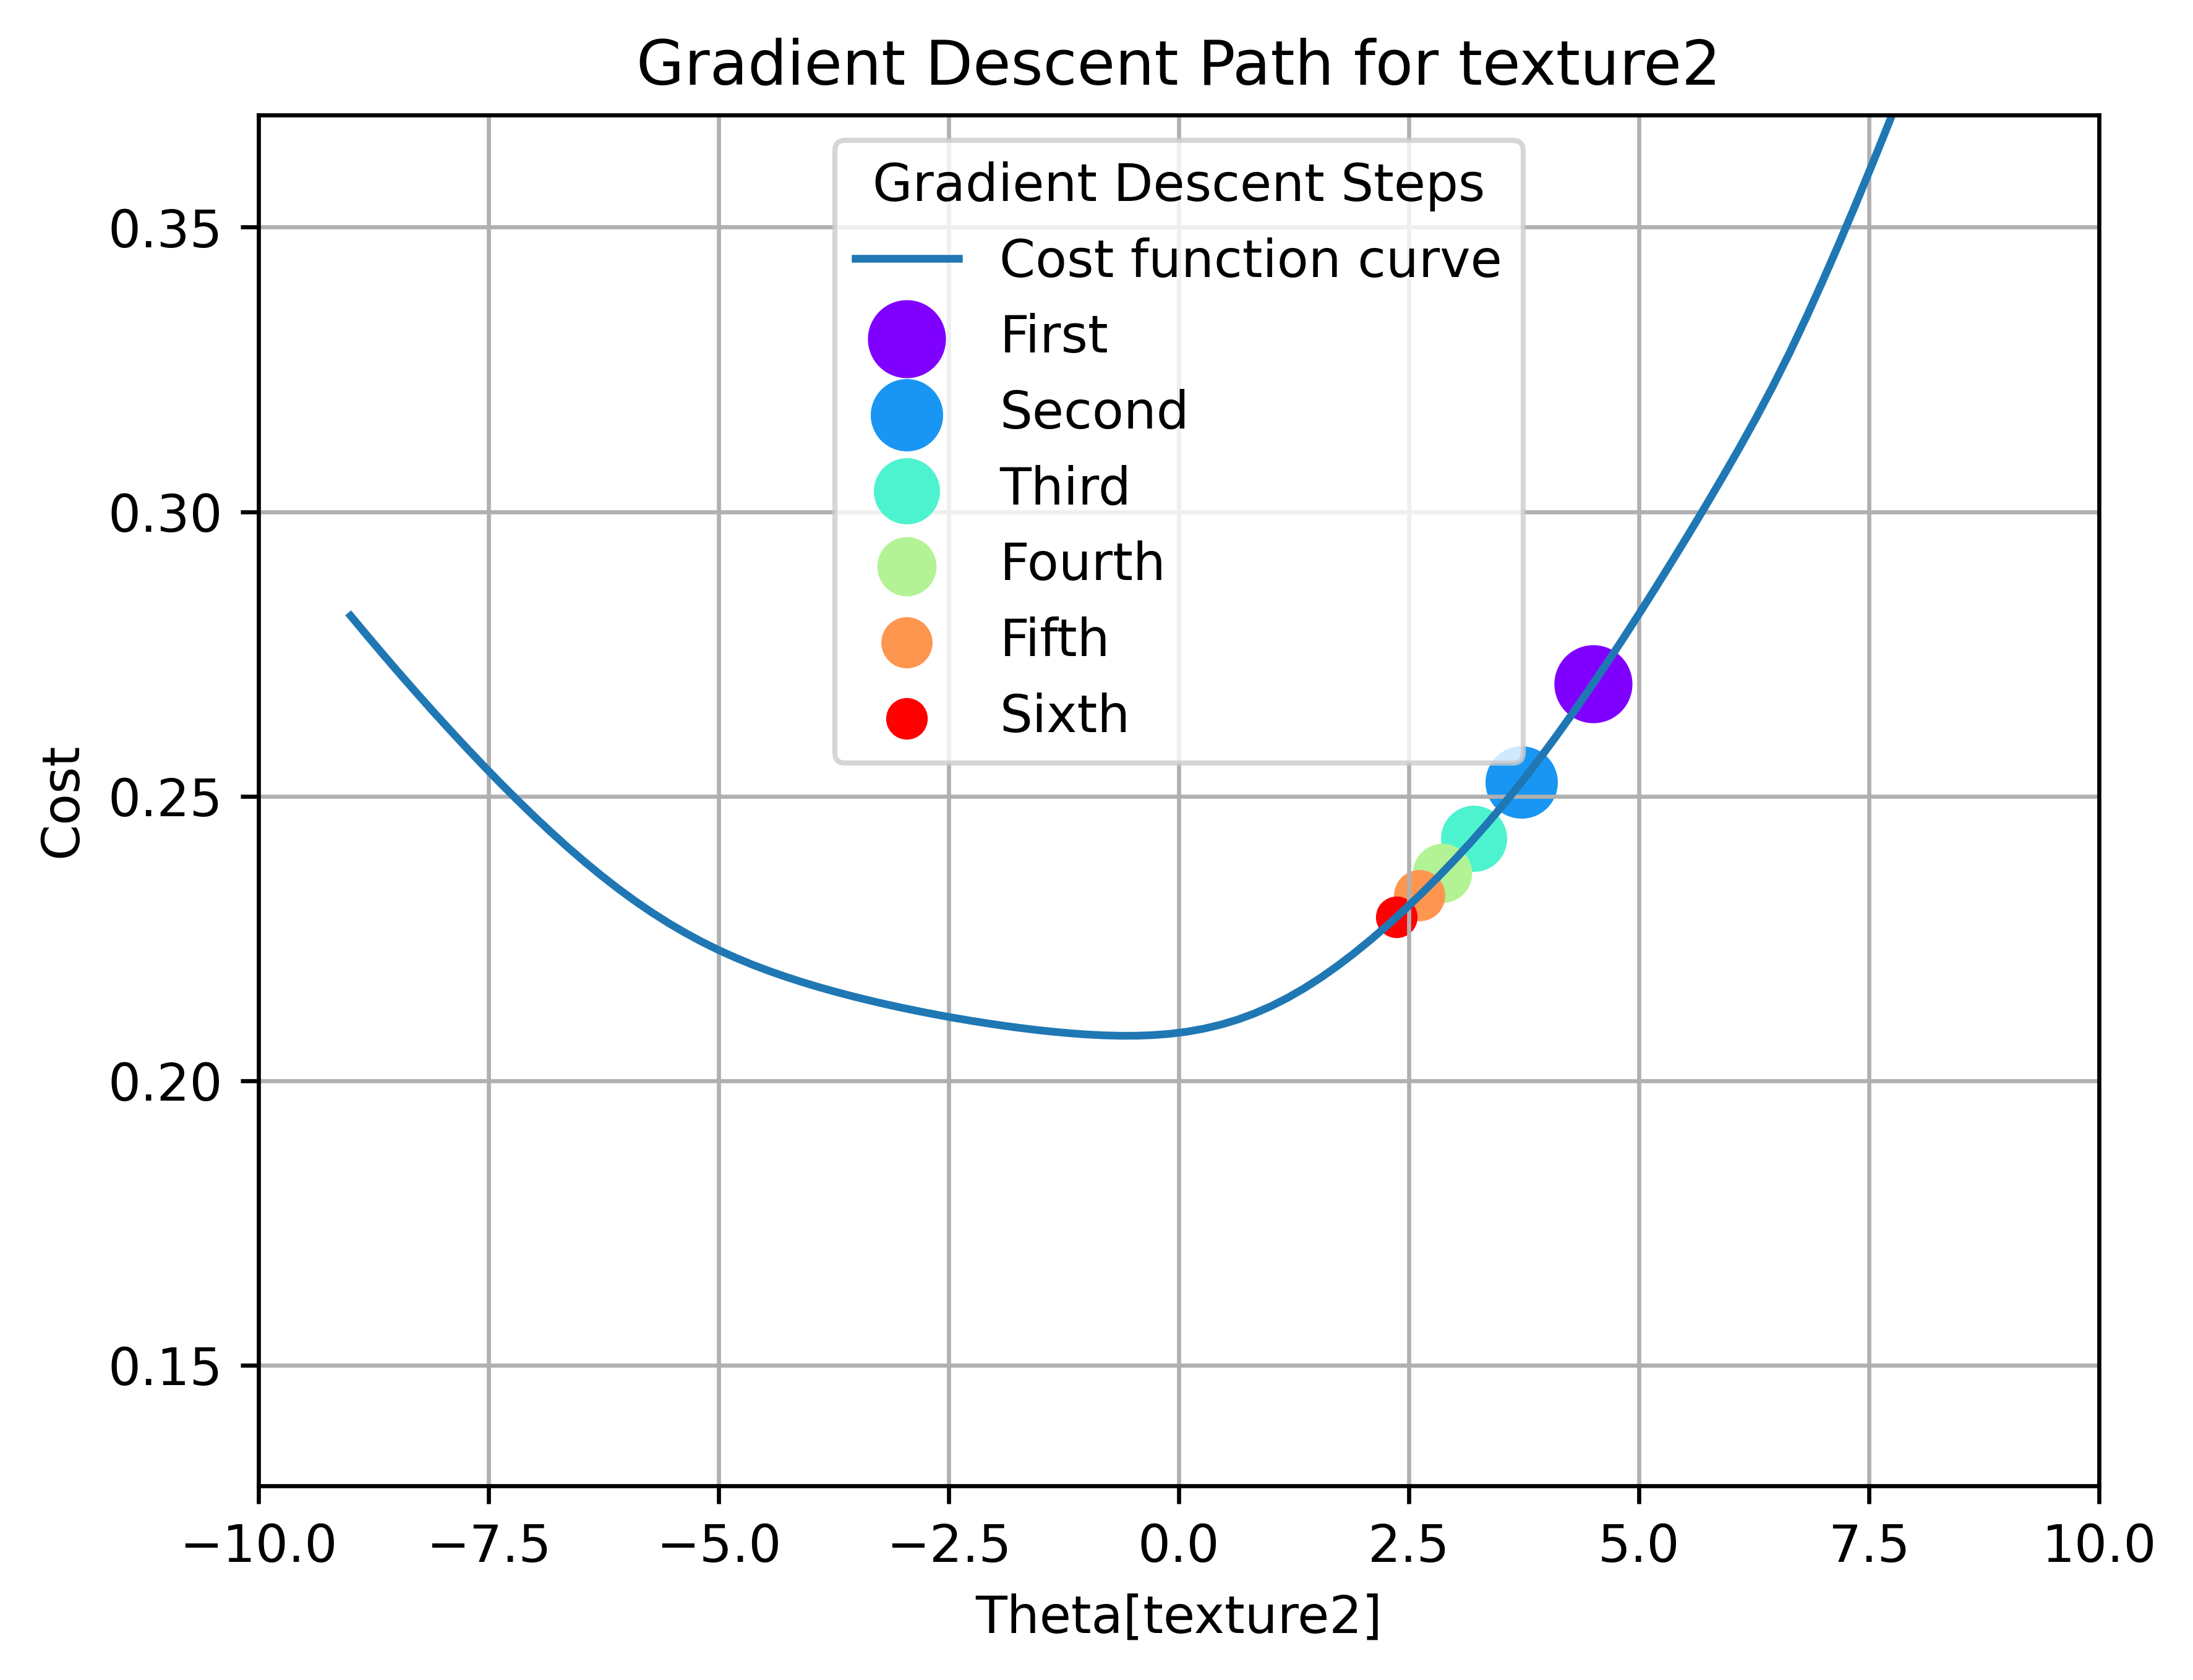 Gradient Descent Path for texture2
Gradient Descent Steps
Cost function curve
First
Second
Third
Fourth
Fifth
Sixth
0.35
0.30
0.25
0.20
0.15
Cost
−10.0 −7.5 −5.0 −2.5 0.0 2.5 5.0 7.5 10.0
Theta[texture2]